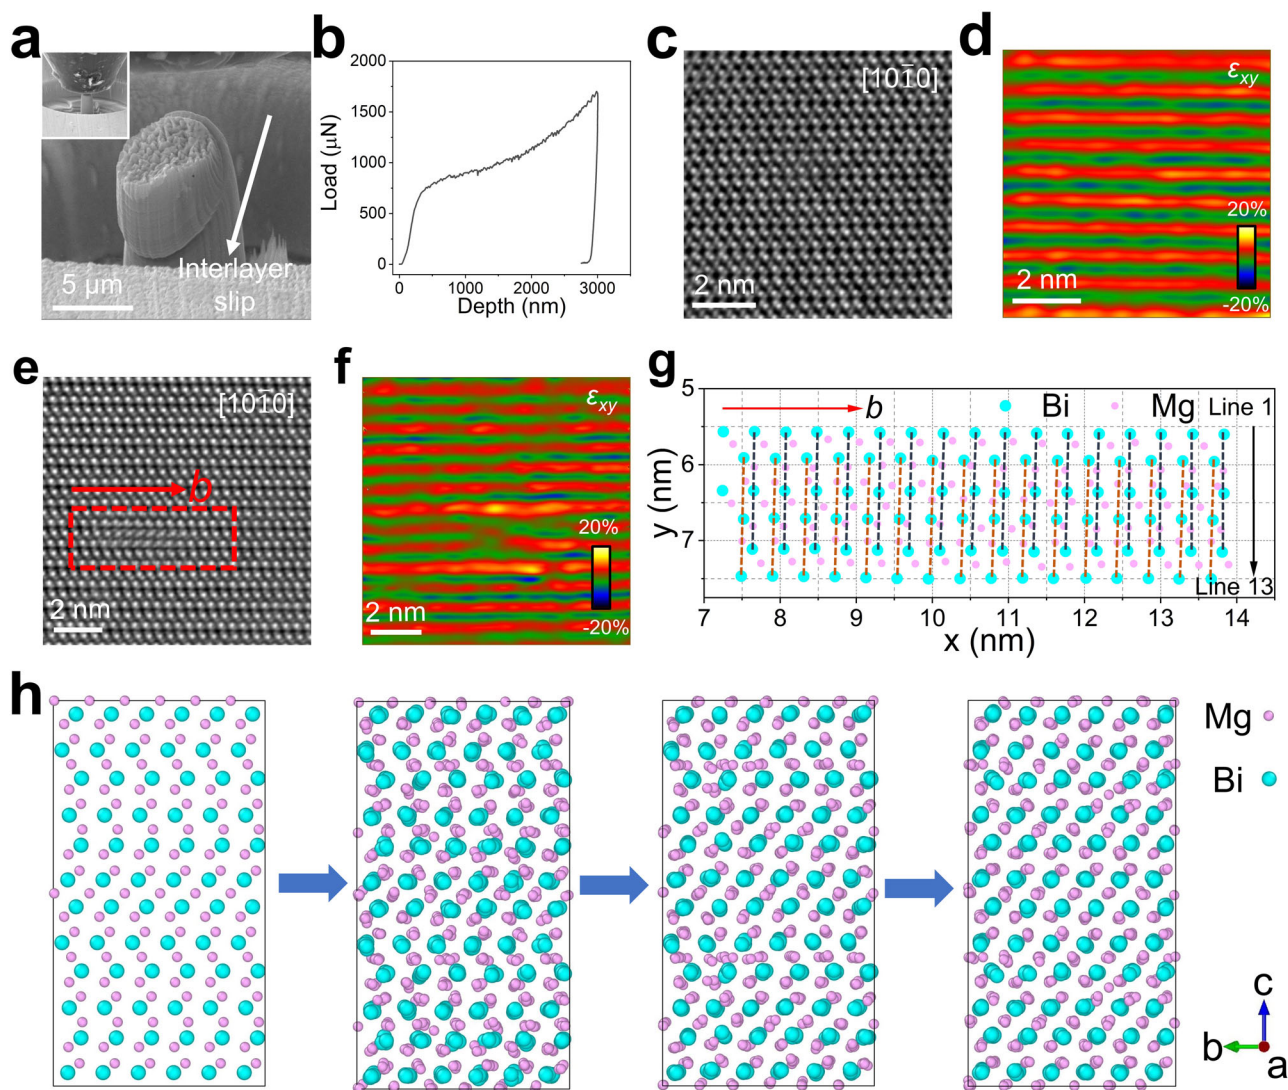 a
Interlayer
slip
5 μm
b
2000
1500
1000
500
0
Load (μN)
0
1000
2000
3000
Depth (nm)
c
[101̄0]
2 nm
d
εxy
20%
-20%
2 nm
e
[101̄0]
b
2 nm
f
εxy
20%
-20%
2 nm
g
b
Bi
Mg
Line 1
Line 13
5
6
7
y (nm)
7
8
9
10
11
12
13
14
x (nm)
h
Mg
Bi
c
b
a